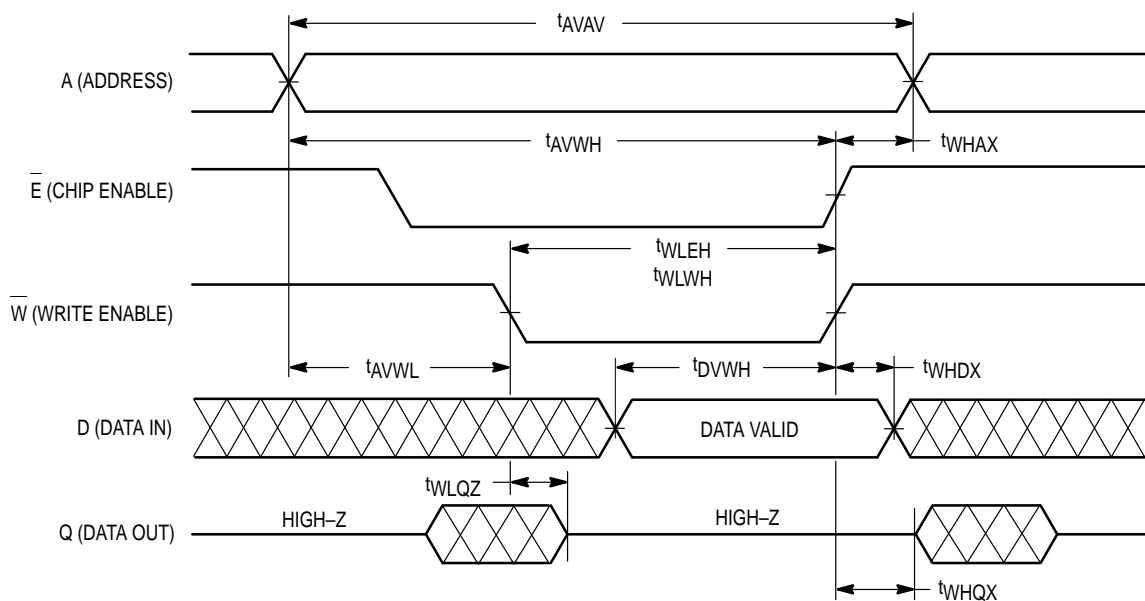 tAVAV
A (ADDRESS)
tAVWH
tWHAX
E (CHIP ENABLE)
tWLEH
tWLWH
W (WRITE ENABLE)
tAVWL
tDVWH
tWHDX
D (DATA IN)
DATA VALID
tWLQZ
HIGH–Z
HIGH–Z
Q (DATA OUT)
tWHQX